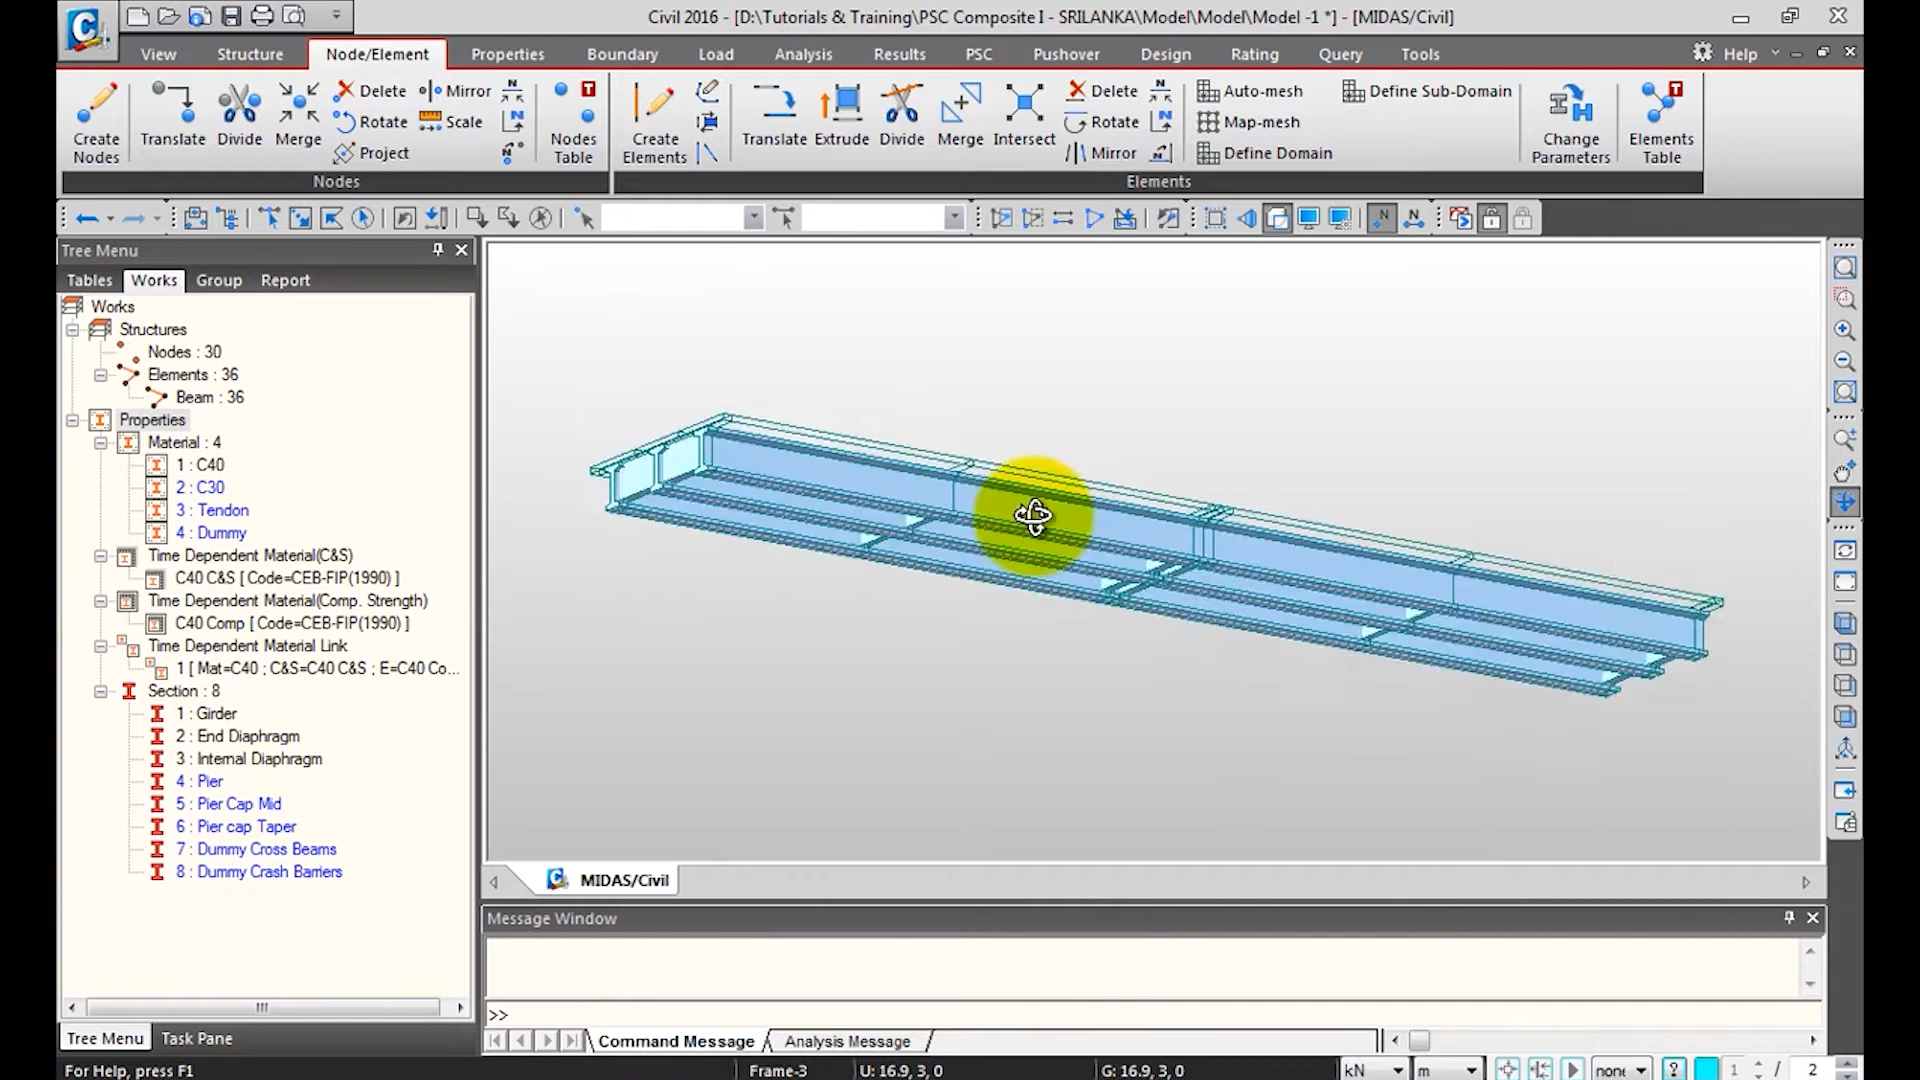 Civil 2016 - [D:\Tutorials & Training\PSC Composite I - SRILANKA\Model\Model\Model -1 *] - [MIDAS/Civil]
View Structure Node/Element Properties Boundary Load Analysis Results PSC Pushover Design Rating Query Tools Help
Create Nodes
Translate
Divide
Merge
Delete
Rotate
Project
Mirror
Scale
Nodes Table
Nodes
Create Elements
Translate
Extrude
Divide
Merge
Intersect
Delete
Rotate
Mirror
Auto-mesh
Map-mesh
Define Domain
Define Sub-Domain
Change Parameters
Elements Table
Elements
Tree Menu
Tables Works Group Report
Works
Structures
Nodes : 30
Elements : 36
Beam : 36
Properties
Material : 4
1 : C40
2 : C30
3 : Tendon
4 : Dummy
Time Dependent Material(C&S)
C40 C&S [ Code=CEB-FIP(1990) ]
Time Dependent Material(Comp. Strength)
C40 Comp [ Code=CEB-FIP(1990) ]
Time Dependent Material Link
1 [ Mat=C40 ; C&S=C40 C&S ; E=C40 Co...
Section : 8
1 : Girder
2 : End Diaphragm
3 : Internal Diaphragm
4 : Pier
5 : Pier Cap Mid
6 : Pier cap Taper
7 : Dummy Cross Beams
8 : Dummy Crash Barriers
MIDAS/Civil
Message Window
>>
Command Message Analysis Message
Tree Menu Task Pane
For Help, press F1 Frame-3 U: 16.9, 3, 0 G: 16.9, 3, 0 kN m none 1 / 2